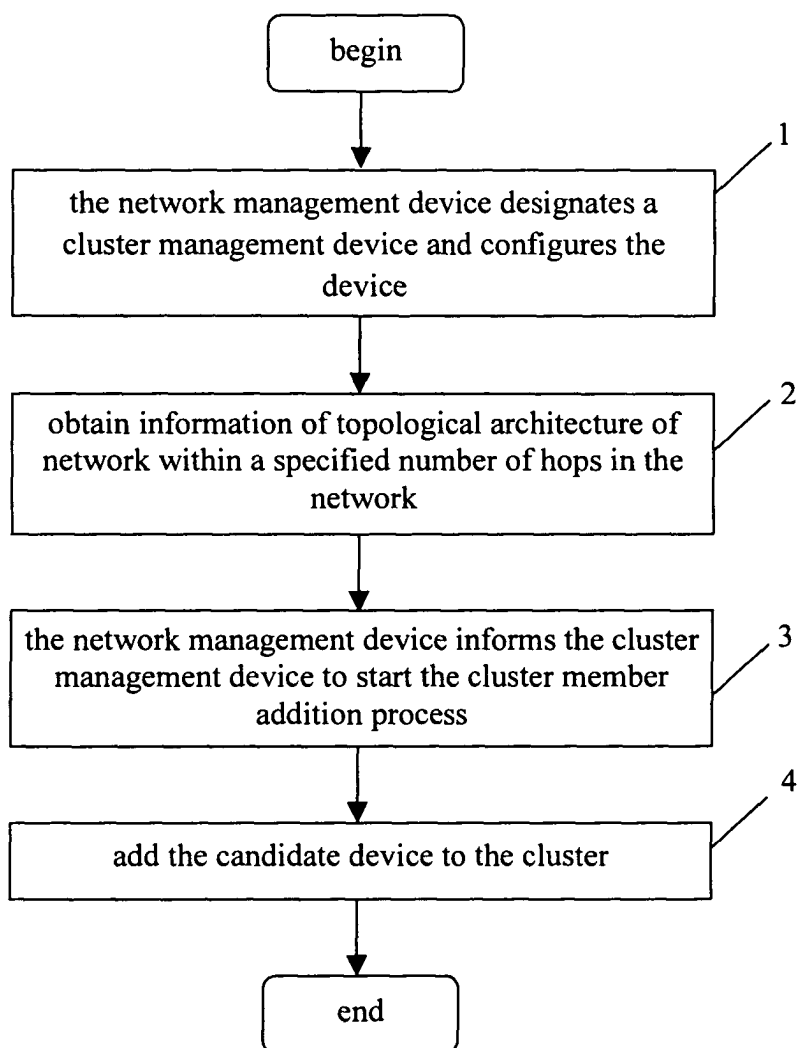 begin
1
the network management device designates a
cluster management device and configures the
device
2
obtain information of topological architecture of
network within a specified number of hops in the
network
3
the network management device informs the cluster
management device to start the cluster member
addition process
4
add the candidate device to the cluster
end